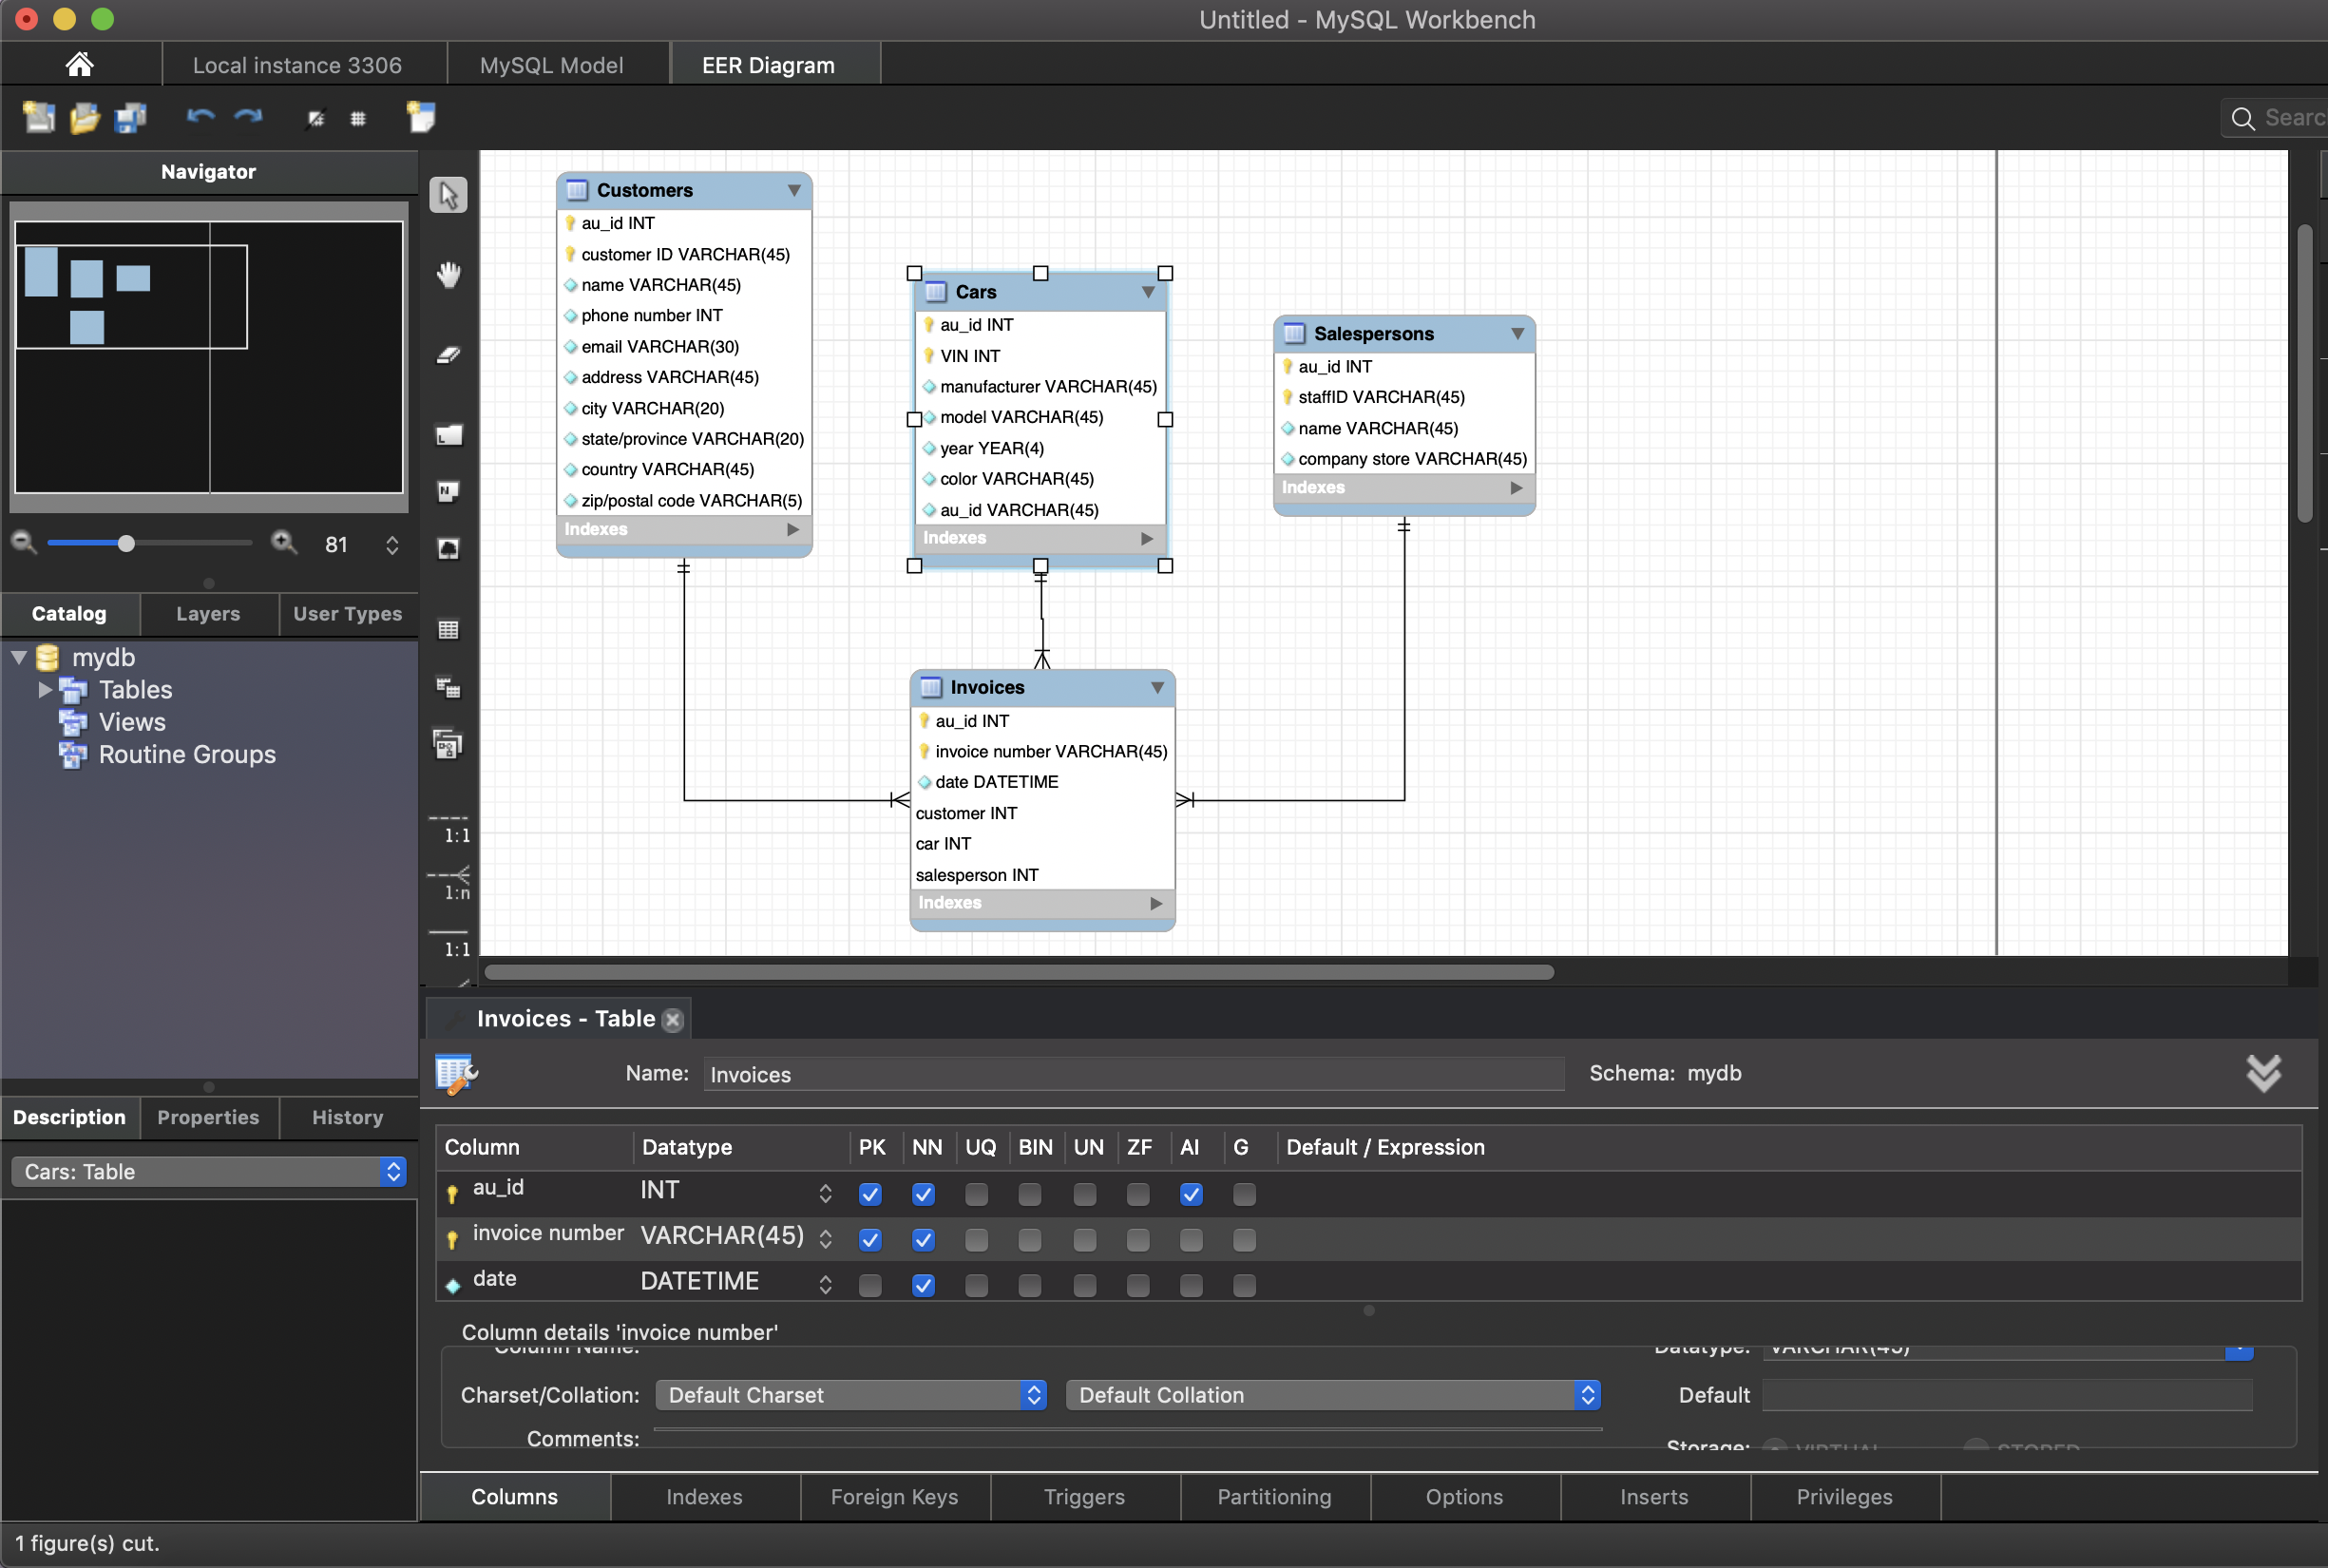 Untitled - MySQL Workbench
Local instance 3306
MySQL Model
EER Diagram
Searc
Navigator
81
Catalog
Layers
User Types
mydb
Tables
Views
Routine Groups
Description
Properties
History
Cars: Table
1:1
1:n
1:1
Customers
au_id INT
customer ID VARCHAR(45)
name VARCHAR(45)
phone number INT
email VARCHAR(30)
address VARCHAR(45)
city VARCHAR(20)
state/province VARCHAR(20)
country VARCHAR(45)
zip/postal code VARCHAR(5)
Indexes
Cars
au_id INT
VIN INT
manufacturer VARCHAR(45)
model VARCHAR(45)
year YEAR(4)
color VARCHAR(45)
au_id VARCHAR(45)
Indexes
Salespersons
au_id INT
staffID VARCHAR(45)
name VARCHAR(45)
company store VARCHAR(45)
Indexes
Invoices
au_id INT
invoice number VARCHAR(45)
date DATETIME
customer INT
car INT
salesperson INT
Indexes
Invoices - Table
Name: Invoices
Schema: mydb
Column Datatype PK NN UQ BIN UN ZF AI G Default / Expression
au_id INT
invoice number VARCHAR(45)
date DATETIME
Column details 'invoice number'
Column Name:
Datatype: VARCHAR(45)
Charset/Collation: Default Charset Default Collation
Default
Comments:
Storage: VIRTUAL STORED
Columns
Indexes
Foreign Keys
Triggers
Partitioning
Options
Inserts
Privileges
1 figure(s) cut.